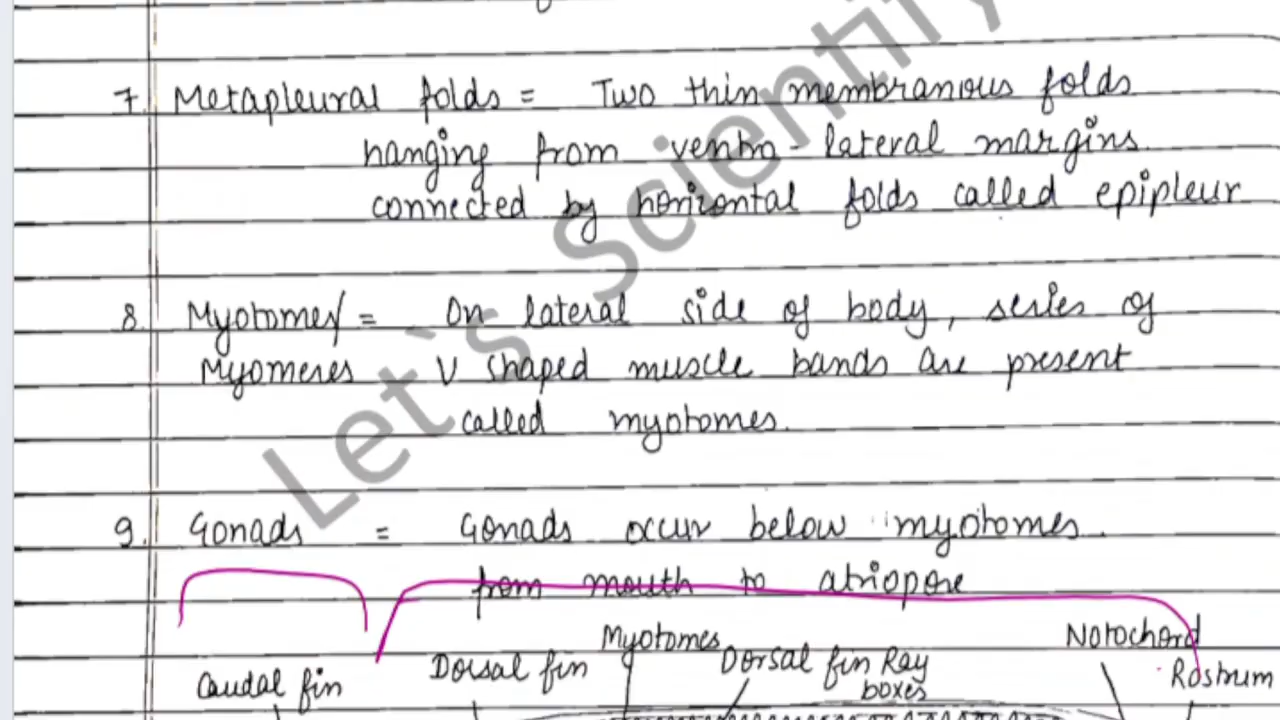 7. Metapleural folds = Two thin membranous folds
hanging from ventro-lateral margins.
connected by horizontal folds called epipleur
8. Myotomes/ = On lateral side of body, series of
Myomeres V shaped muscle bands are present
called myotomes.
9. Gonads = Gonads occur below myotomes.
from mouth to atriopore
Myotomes
Notochord
Caudal fin
Dorsal fin
Dorsal fin Ray
boxes
Rostrum
Let's Scientify